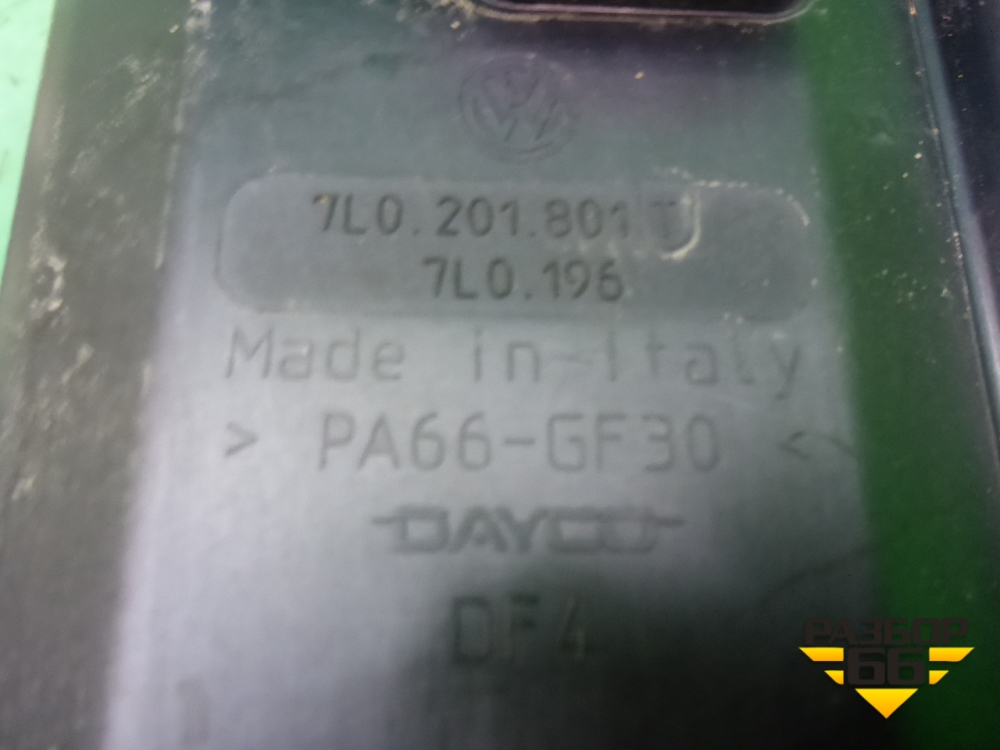 7L0.201.801 T
7L0.196
Made in Italy
> PA66-GF30 <
DAYCO
DF4
РАЗБОР
66